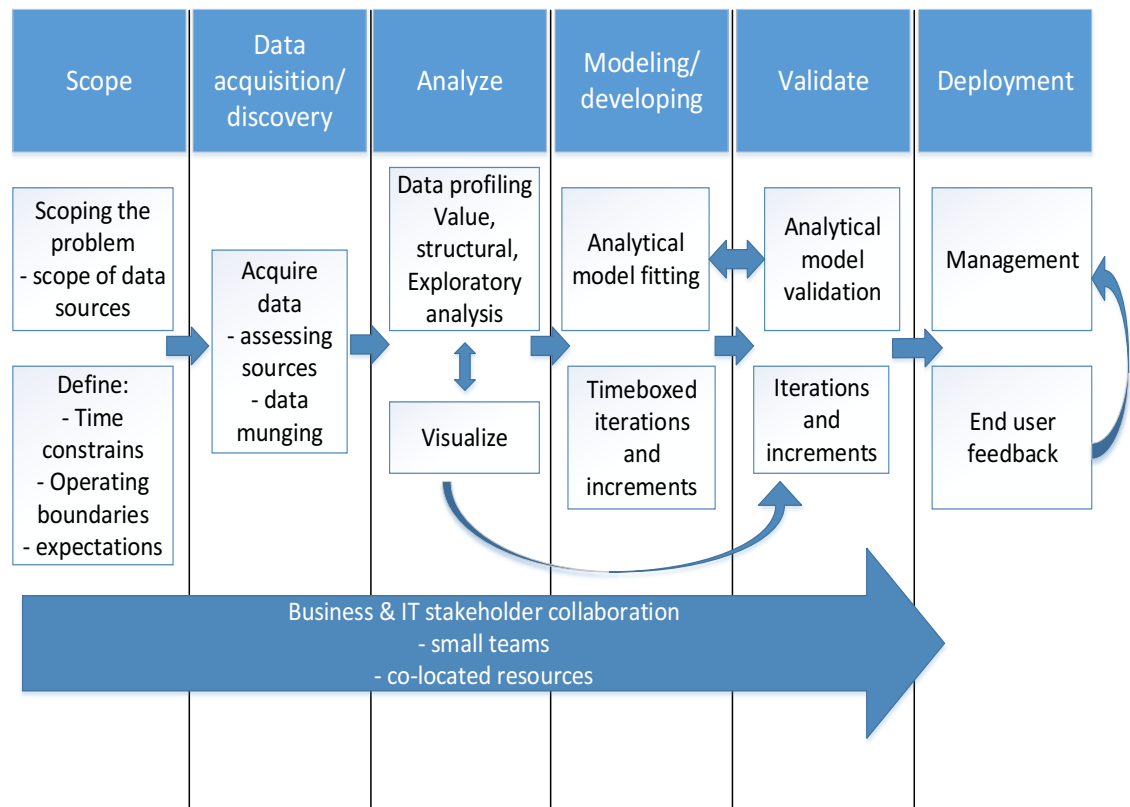 Scope
Data
acquisition/
discovery
Analyze
Modeling/
developing
Validate
Deployment
Scoping the
problem
- scope of data
sources
Define:
- Time
constrains
- Operating
boundaries
- expectations
Acquire
data
- assessing
sources
- data
munging
Data profiling
Value,
structural,
Exploratory
analysis
Visualize
Analytical
model fitting
Timeboxed
iterations
and
increments
Analytical
model
validation
Iterations
and
increments
Management
End user
feedback
Business & IT stakeholder collaboration
- small teams
- co-located resources